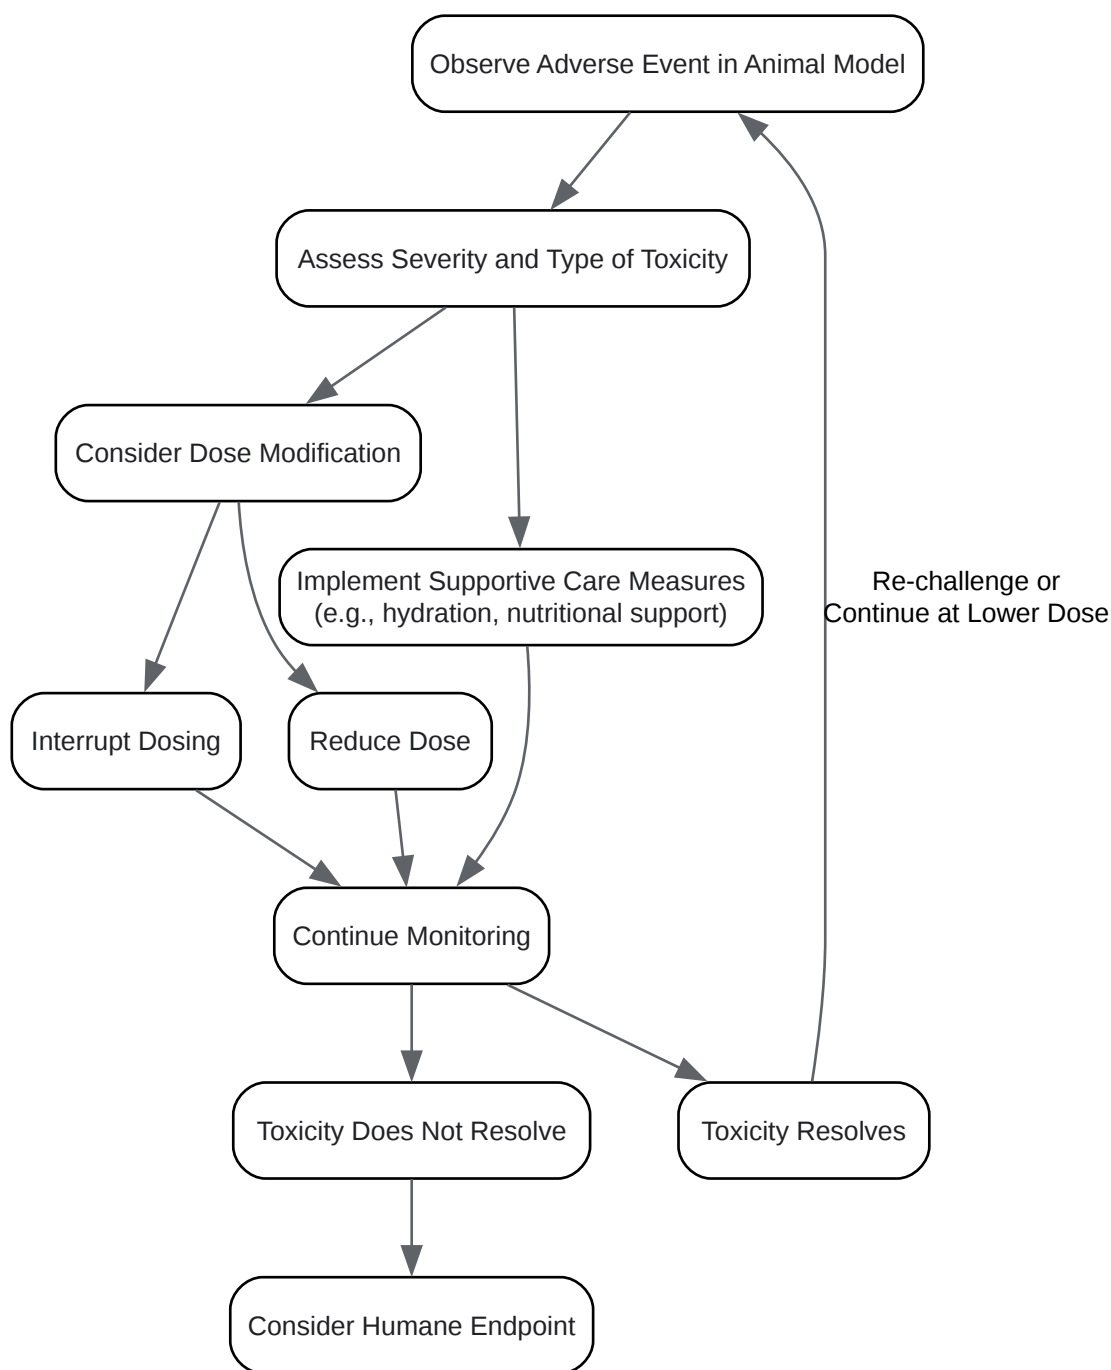 Observe Adverse Event in Animal Model
Assess Severity and Type of Toxicity
Consider Dose Modification
Implement Supportive Care Measures
(e.g., hydration, nutritional support)
Re-challenge or
Continue at Lower Dose
Interrupt Dosing
Reduce Dose
Continue Monitoring
Toxicity Does Not Resolve
Toxicity Resolves
Consider Humane Endpoint